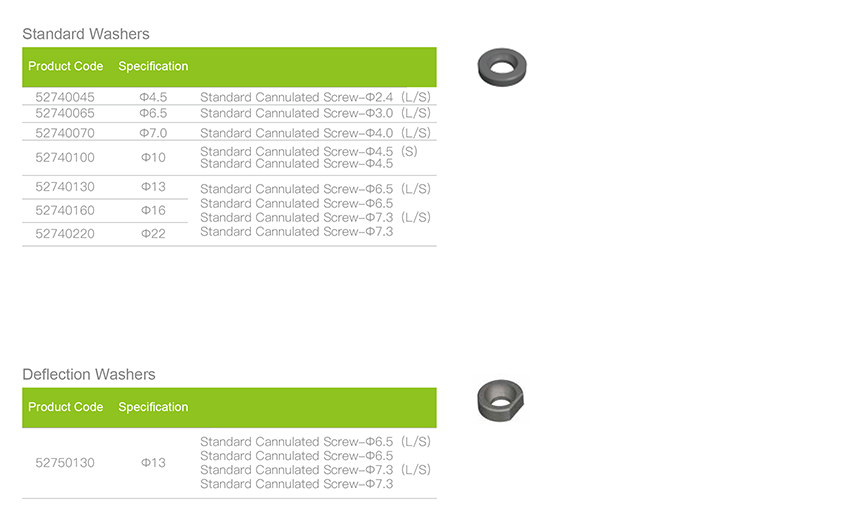 Standard Washers
Product Code Specification
52740045 Φ4.5 Standard Cannulated Screw-Φ2.4 (L/S)
52740065 Φ6.5 Standard Cannulated Screw-Φ3.0 (L/S)
52740070 Φ7.0 Standard Cannulated Screw-Φ4.0 (L/S)
52740100 Φ10 Standard Cannulated Screw-Φ4.5 (S)
Standard Cannulated Screw-Φ4.5
52740130 Φ13 Standard Cannulated Screw-Φ6.5 (L/S)
Standard Cannulated Screw-Φ6.5
52740160 Φ16 Standard Cannulated Screw-Φ7.3 (L/S)
52740220 Φ22 Standard Cannulated Screw-Φ7.3
Deflection Washers
Product Code Specification
Standard Cannulated Screw-Φ6.5 (L/S)
Standard Cannulated Screw-Φ6.5
52750130 Φ13 Standard Cannulated Screw-Φ7.3 (L/S)
Standard Cannulated Screw-Φ7.3